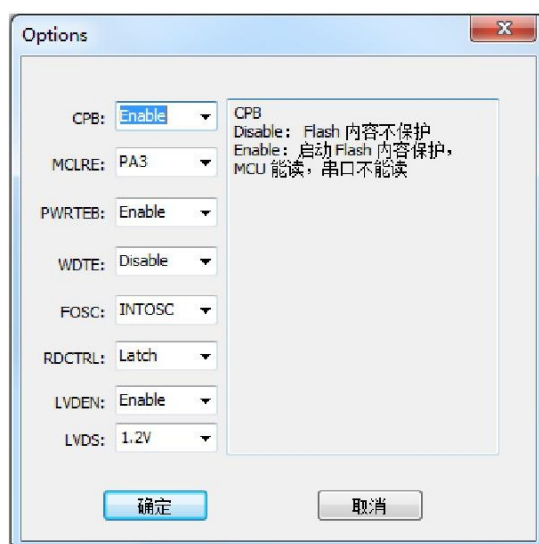 Options
CPB: Enable
MCLRE: PA3
PWRTEB: Enable
WDTE: Disable
FOSC: INTOSC
RDCTRL: Latch
LVDEN: Enable
LVDS: 1.2V
CPB
Disable： Flash 内容不保护
Enable：启动 Flash 内容保护，
MCU 能读，串口不能读
确定
取消